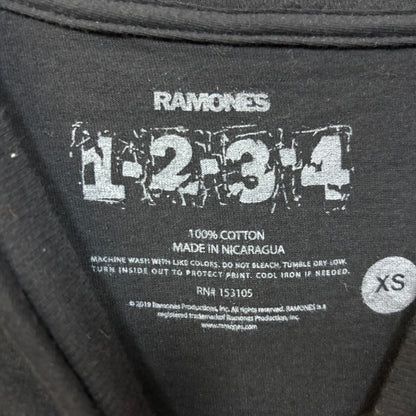 RAMONES
1-2-3-4
100% COTTON
MADE IN NICARAGUA
MACHINE WASH WITH LIKE COLORS. DO NOT BLEACH. TUMBLE DRY LOW.
TURN INSIDE OUT TO PROTECT PRINT. COOL IRON IF NEEDED.
RN# 153105
XS
© 2019 Ramones Productions, Inc. All rights reserved. RAMONES is a
registered trademark of Ramones Production, Inc.
www.ramones.com